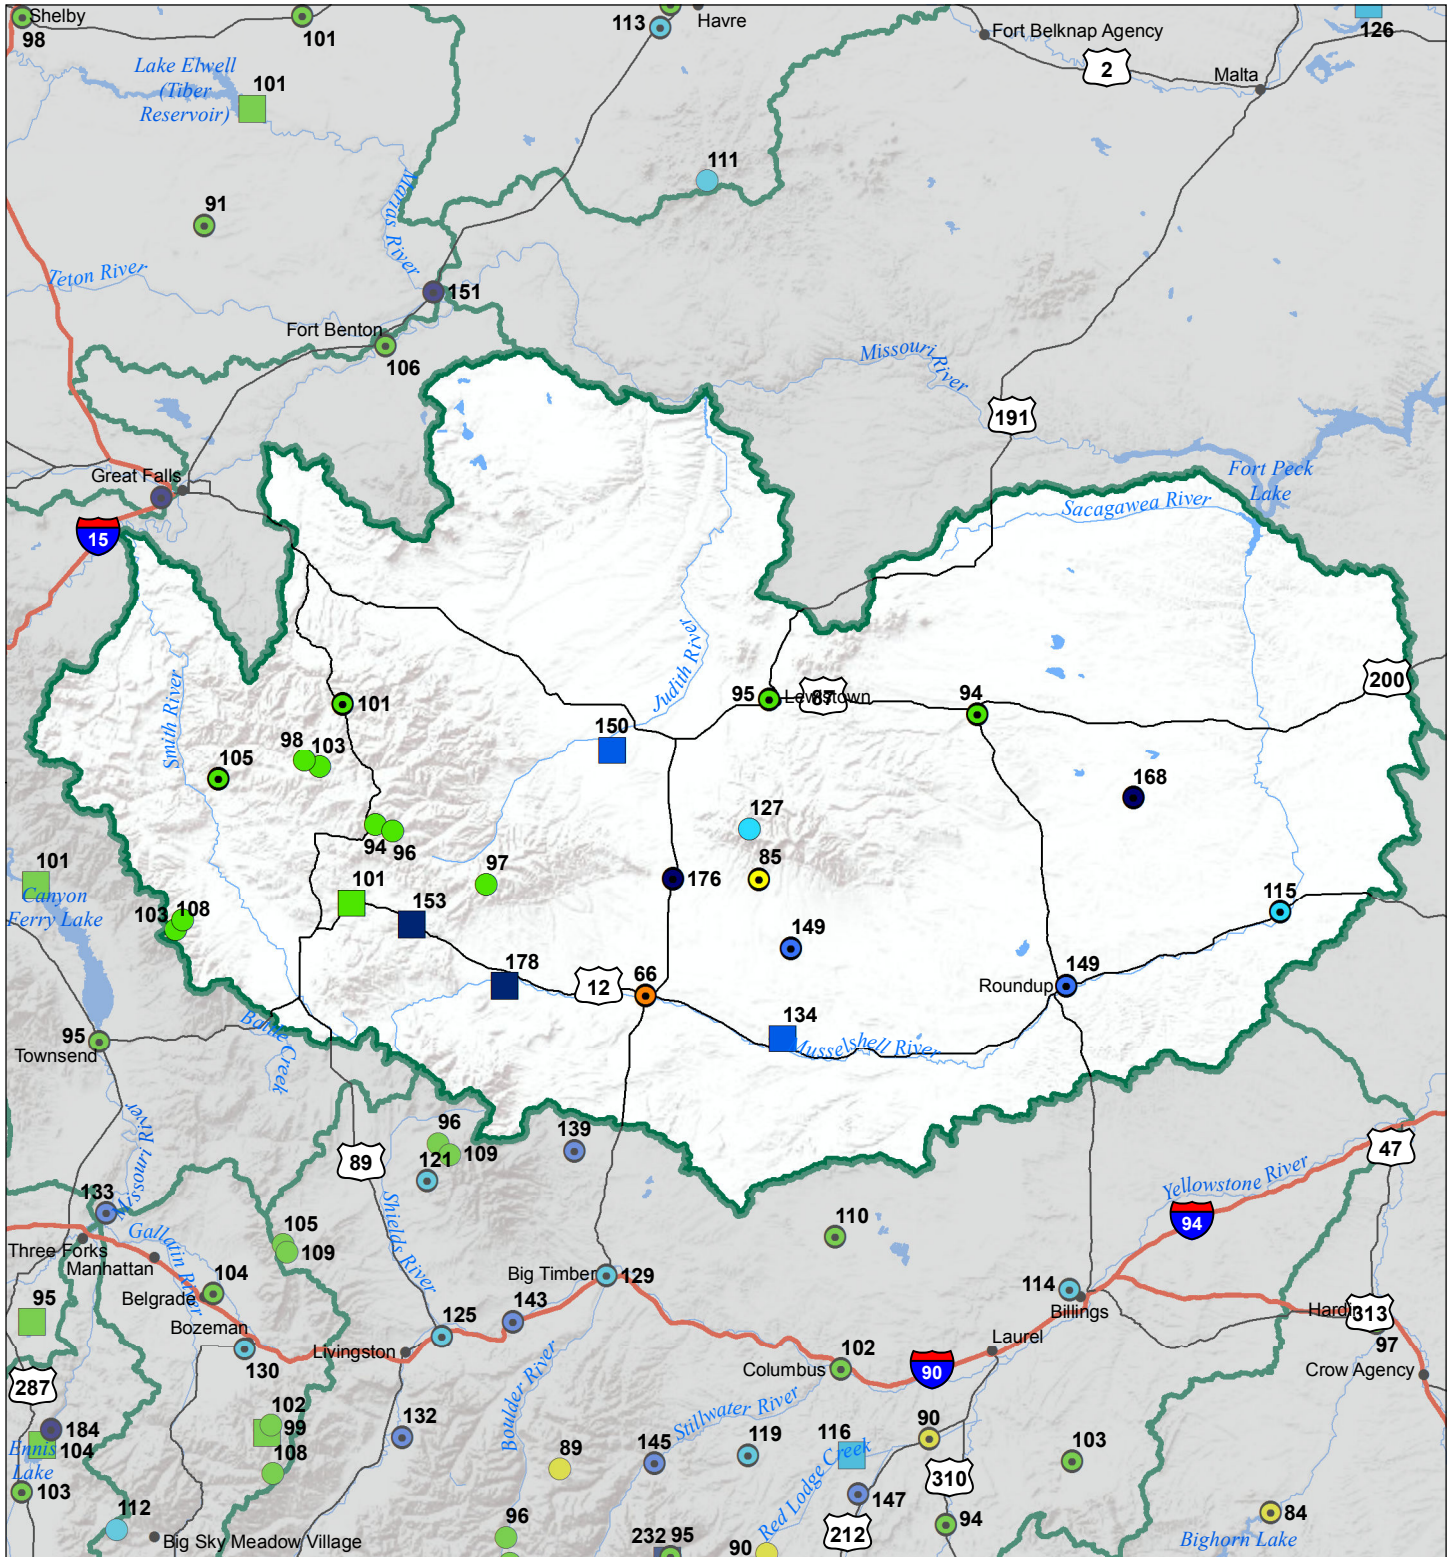 Shelby
98
101
113
Havre
Fort Belknap Agency
126
2
Malta
Lake Elwell
(Tiber
Reservoir)
101
111
91
Marias River
Teton River
151
Fort Benton
106
Missouri River
191
Great Falls
15
Fort Peck
Lake
Sacagawea River
Judith River
Smith River
200
101
95
Lewistown
87
94
150
98
103
105
168
127
94
96
85
97
101
176
101
Canyon
Ferry Lake
153
115
103
108
149
178
12
66
149
Roundup
134
Musselshell River
Battle Creek
95
Townsend
Missouri River
96
109
139
89
121
47
Yellowstone River
133
Shields River
94
Gallatin River
105
109
110
Three Forks
Manhattan
104
Belgrade
Big Timber
129
114
Billings
95
143
125
Bozeman
130
Livingston
Hardin
313
97
Laurel
102
Columbus
90
Crow Agency
287
Boulder River
102
99
108
132
Stillwater River
184
104
Ennis
Lake
103
89
145
119
116
90
103
Red Lodge Creek
310
147
112
Big Sky Meadow Village
96
232
95
90
212
94
84
Bighorn Lake